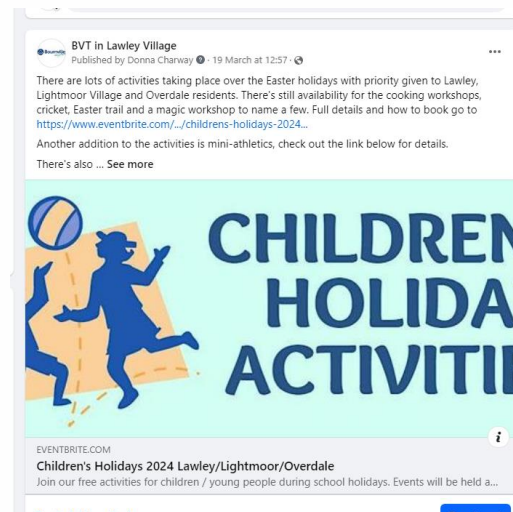 BVT in Lawley Village
Published by Donna Charway · 19 March at 12:57 ·
There are lots of activities taking place over the Easter holidays with priority given to Lawley,
Lightmoor Village and Overdale residents. There's still availability for the cooking workshops,
cricket, Easter trail and a magic workshop to name a few. Full details and how to book go to
https://www.eventbrite.com/.../childrens-holidays-2024...
Another addition to the activities is mini-athletics, check out the link below for details.
There's also ... See more
CHILDREN
HOLIDA
ACTIVITI
EVENTBRITE.COM
Children's Holidays 2024 Lawley/Lightmoor/Overdale
Join our free activities for children / young people during school holidays. Events will be held a...